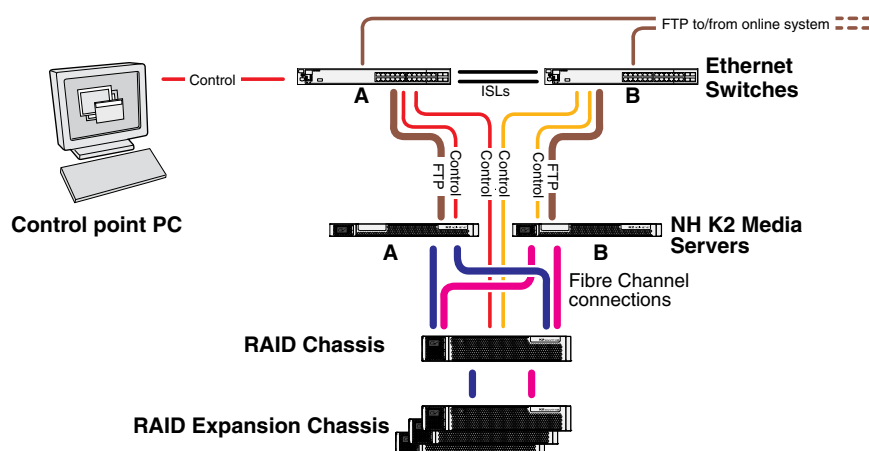 FTP to/from online system
Control
Ethernet
Switches
A
ISLs
B
FTP
Control
Control
Control
Control
FTP
Control point PC
NH K2 Media
Servers
A
B
Fibre Channel
connections
RAID Chassis
RAID Expansion Chassis